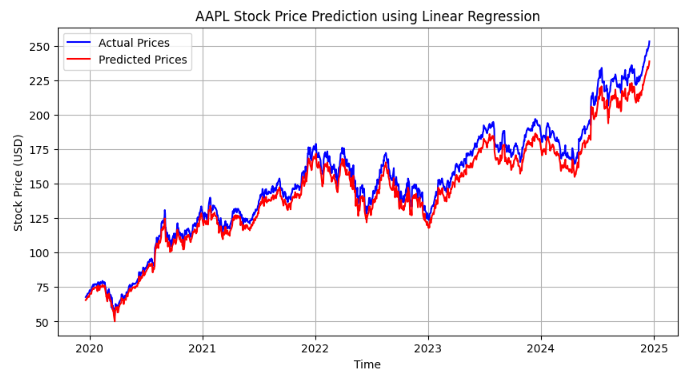 AAPL Stock Price Prediction using Linear Regression
Actual Prices
Predicted Prices
Stock Price (USD)
250
225
200
175
150
125
100
75
50
2020 2021 2022 2023 2024 2025
Time